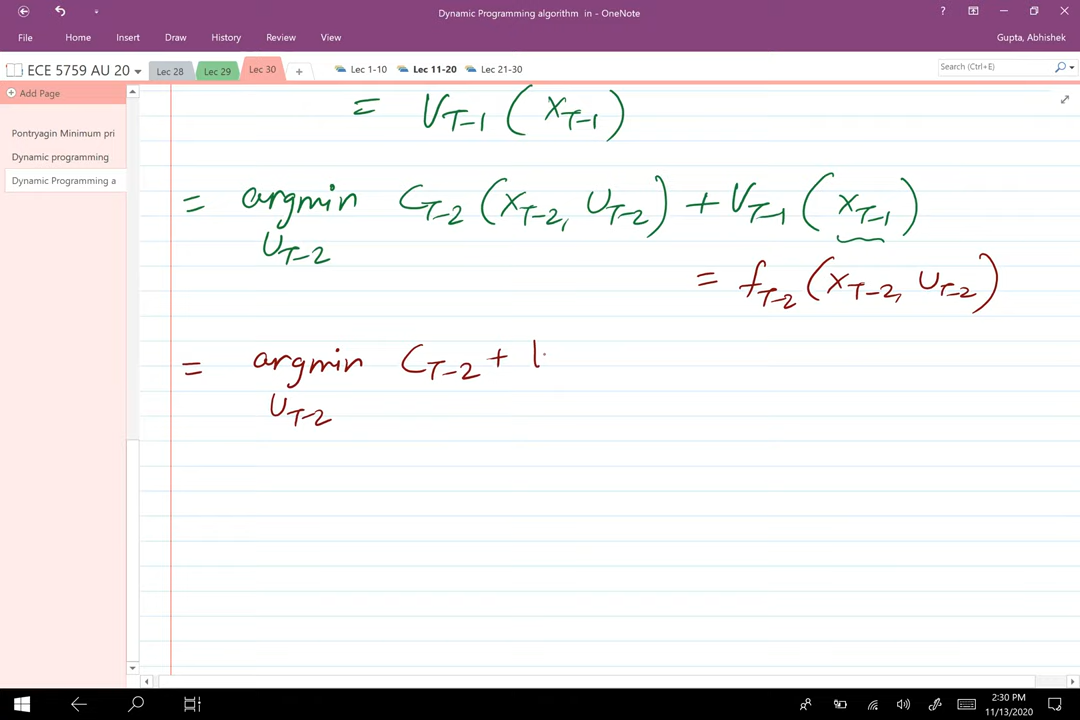 Dynamic Programming algorithm in - OneNote
?
File Home Insert Draw History Review View
Gupta, Abhishek
ECE 5759 AU 20
Lec 28 Lec 29 Lec 30 +
Lec 1-10 Lec 11-20 Lec 21-30
Search (Ctrl+E)
Add Page
Pontryagin Minimum pri
Dynamic programming
Dynamic Programming a
= V_{T-1} ( x_{T-1} )
= argmin C_{T-2} ( x_{T-2}, U_{T-2} ) + V_{T-1} ( x_{T-1} )
U_{T-2}
= f_{T-2} ( x_{T-2}, U_{T-2} )
= argmin C_{T-2} +
U_{T-2}
2:30 PM
11/13/2020